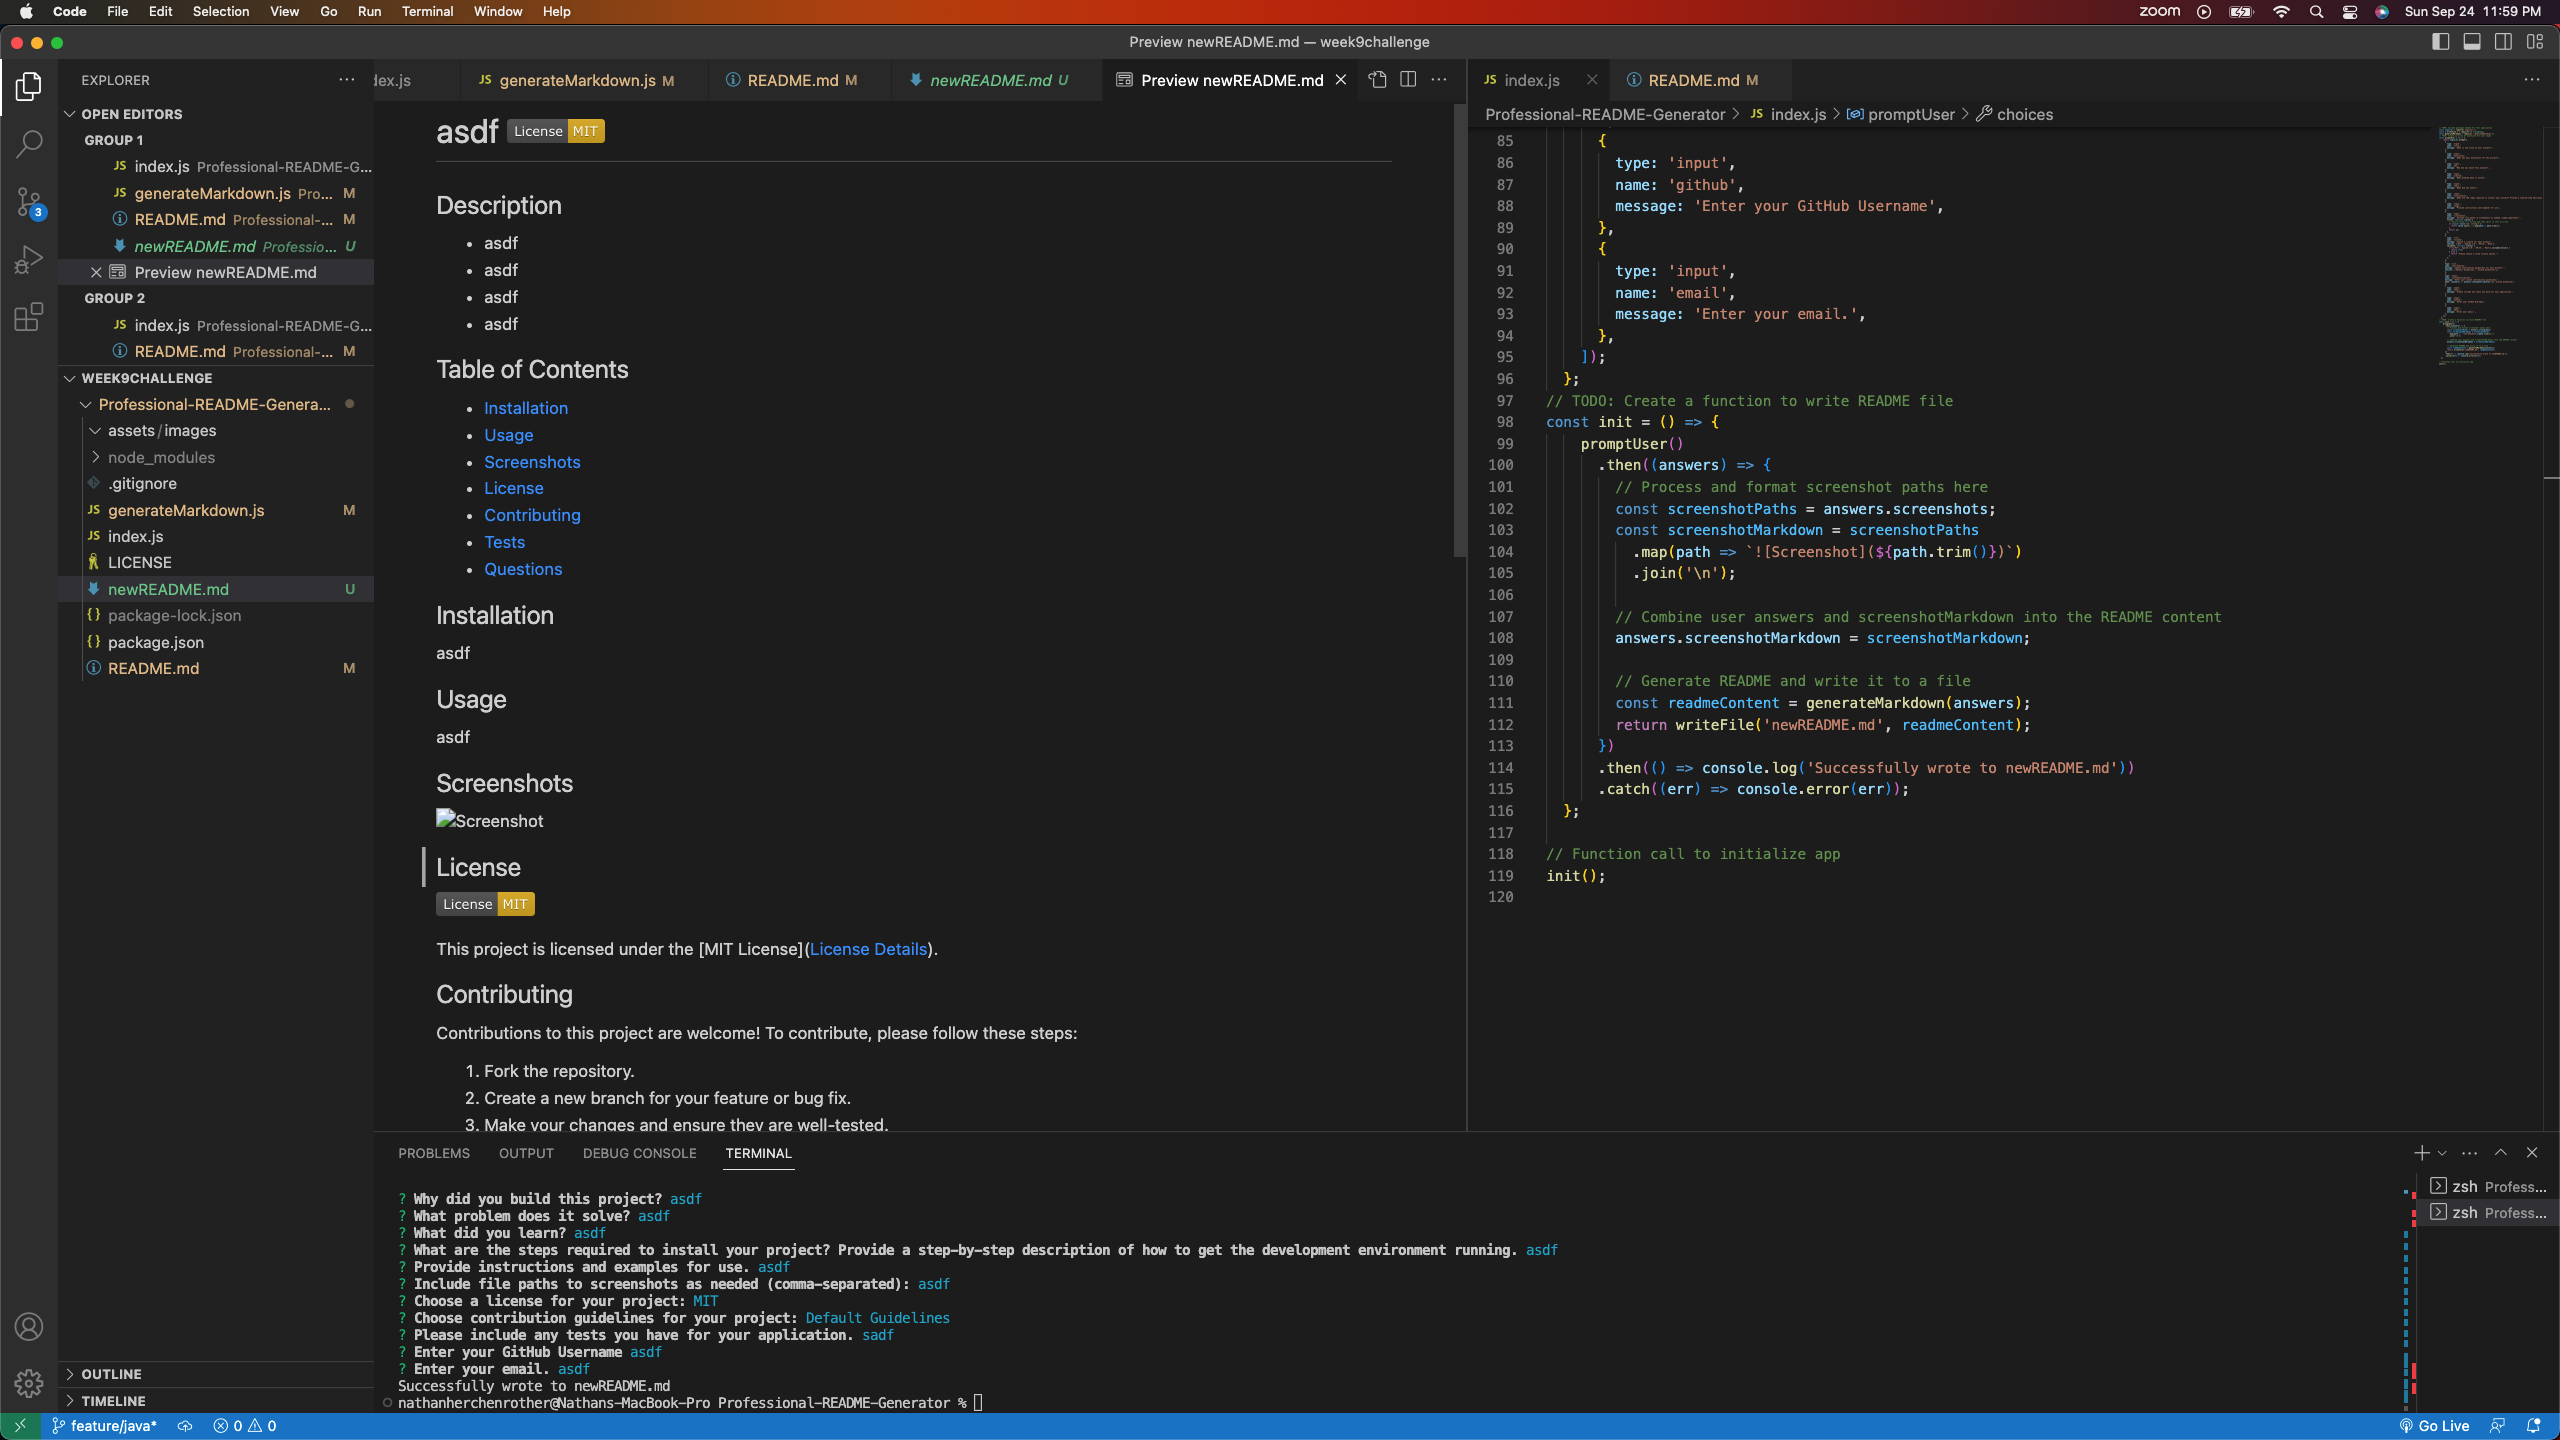 Code File Edit Selection View Go Run Terminal Window Help
zoom Sun Sep 24 11:59 PM
Preview newREADME.md — week9challenge
EXPLORER
OPEN EDITORS
GROUP 1
index.js Professional-README-G...
generateMarkdown.js Pro... M
README.md Professional-... M
newREADME.md Professio... U
Preview newREADME.md
GROUP 2
index.js Professional-README-G...
README.md Professional-... M
WEEK9CHALLENGE
Professional-README-Genera...
assets/images
node_modules
.gitignore
JS generateMarkdown.js M
JS index.js
LICENSE
newREADME.md U
package-lock.json
package.json
README.md M
OUTLINE
TIMELINE
dex.js
JS generateMarkdown.js M
README.md M
newREADME.md U
Preview newREADME.md
asdf License MIT
Description
• asdf
• asdf
• asdf
• asdf
Table of Contents
• Installation
• Usage
• Screenshots
• License
• Contributing
• Tests
• Questions
Installation
asdf
Usage
asdf
Screenshots
Screenshot
License
License MIT
This project is licensed under the [MIT License](License Details).
Contributing
Contributions to this project are welcome! To contribute, please follow these steps:
1. Fork the repository.
2. Create a new branch for your feature or bug fix.
3. Make your changes and ensure they are well-tested.
JS index.js
README.md M
Professional-README-Generator > JS index.js > promptUser > choices
85 {
86 type: 'input',
87 name: 'github',
88 message: 'Enter your GitHub Username',
89 },
90 {
91 type: 'input',
92 name: 'email',
93 message: 'Enter your email.',
94 },
95 ]);
96 };
97 // TODO: Create a function to write README file
98 const init = () => {
99 promptUser()
100 .then((answers) => {
101 // Process and format screenshot paths here
102 const screenshotPaths = answers.screenshots;
103 const screenshotMarkdown = screenshotPaths
104 .map(path => `![Screenshot](${path.trim()})`)
105 .join('\n');
106
107 // Combine user answers and screenshotMarkdown into the README content
108 answers.screenshotMarkdown = screenshotMarkdown;
109
110 // Generate README and write it to a file
111 const readmeContent = generateMarkdown(answers);
112 return writeFile('newREADME.md', readmeContent);
113 })
114 .then(() => console.log('Successfully wrote to newREADME.md'))
115 .catch((err) => console.error(err));
116 };
117
118 // Function call to initialize app
119 init();
120
PROBLEMS OUTPUT DEBUG CONSOLE TERMINAL
? Why did you build this project? asdf
? What problem does it solve? asdf
? What did you learn? asdf
? What are the steps required to install your project? Provide a step-by-step description of how to get the development environment running. asdf
? Provide instructions and examples for use. asdf
? Include file paths to screenshots as needed (comma-separated): asdf
? Choose a license for your project: MIT
? Choose contribution guidelines for your project: Default Guidelines
? Please include any tests you have for your application. sadf
? Enter your GitHub Username asdf
? Enter your email. asdf
Successfully wrote to newREADME.md
nathanherchenrother@Nathans-MacBook-Pro Professional-README-Generator %
zsh Profess...
zsh Profess...
3
feature/java* 0 0
Go Live